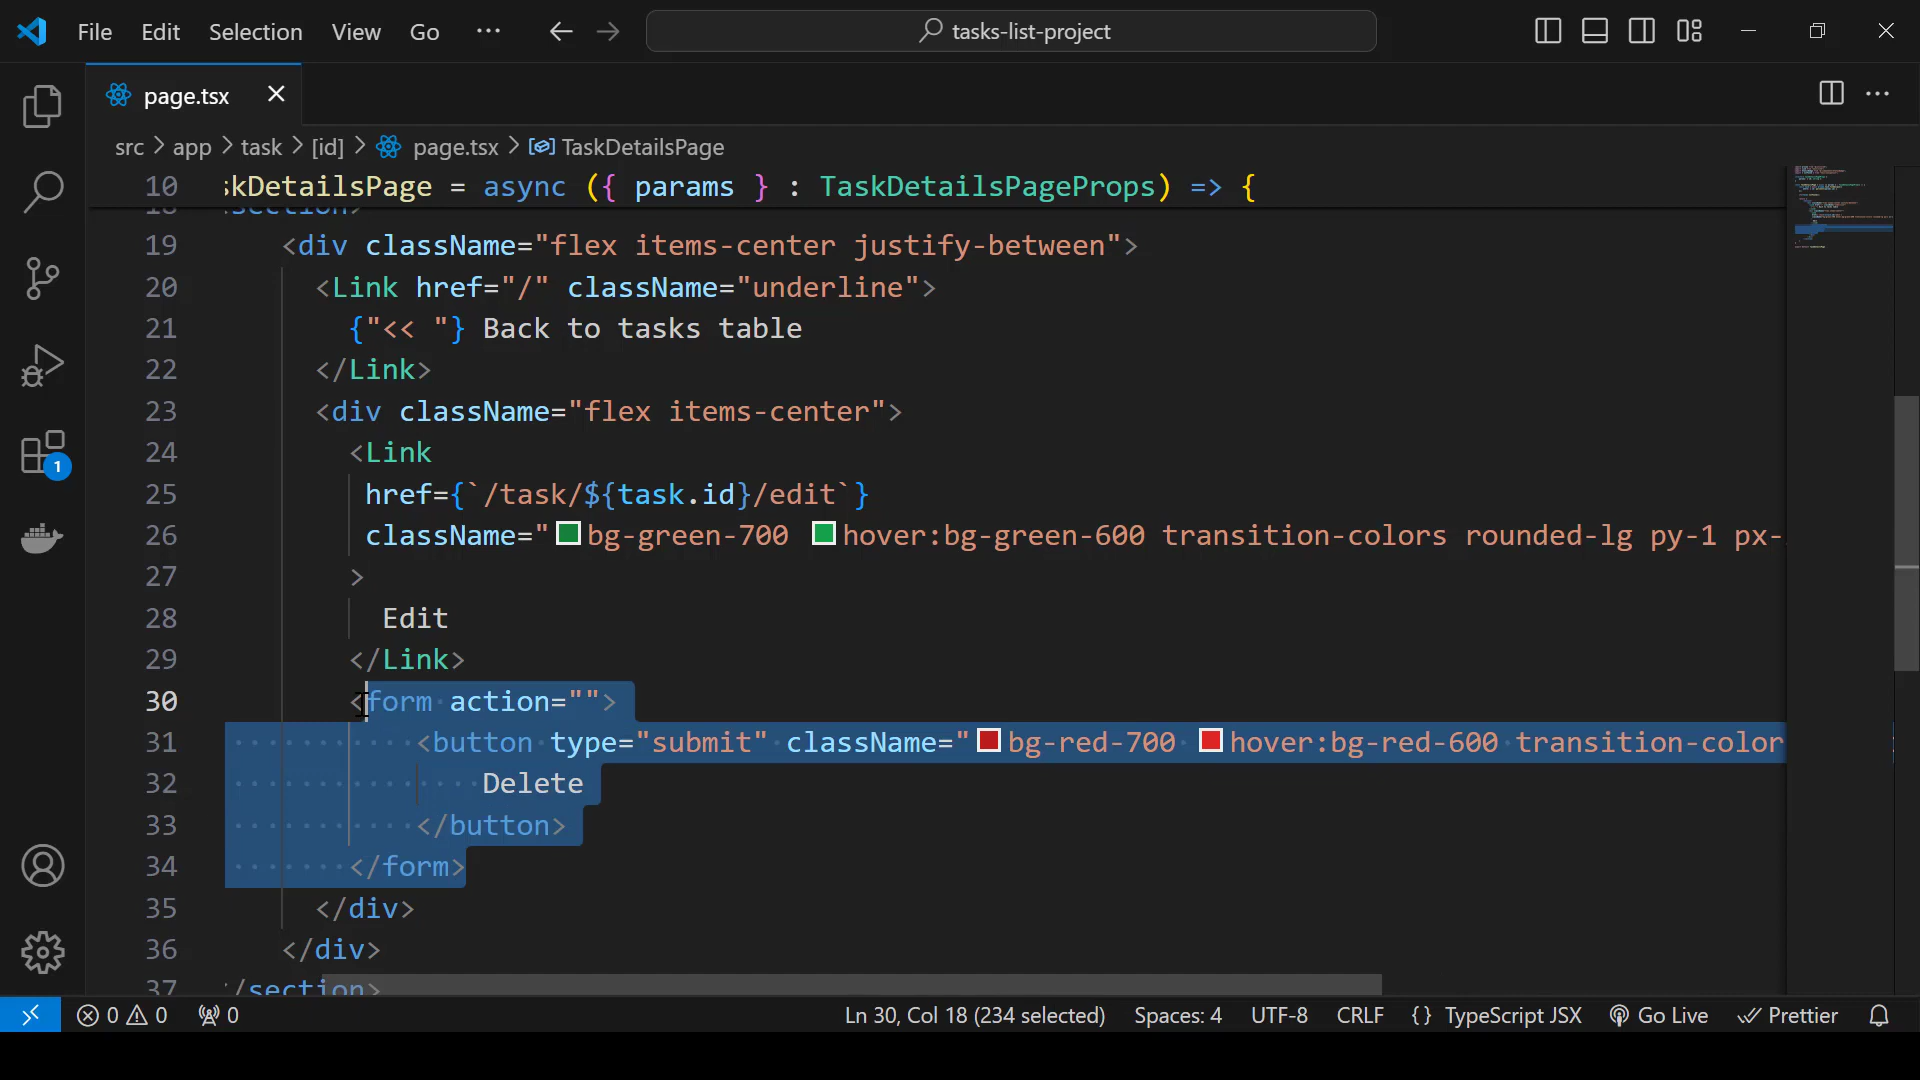 File Edit Selection View Go ··· tasks-list-project
page.tsx
src > app > task > [id] > page.tsx > TaskDetailsPage
10 skDetailsPage = async ({ params } : TaskDetailsPageProps) => {
section>
19 <div className="flex items-center justify-between">
20 <Link href="/" className="underline">
21 {"<< "} Back to tasks table
22 </Link>
23 <div className="flex items-center">
24 <Link
25 href={`/task/${task.id}/edit`}
26 className="bg-green-700 hover:bg-green-600 transition-colors rounded-lg py-1 px-
27 >
28 Edit
29 </Link>
30 <form action="">
31 <button type="submit" className="bg-red-700 hover:bg-red-600 transition-color
32 Delete
33 </button>
34 </form>
35 </div>
36 </div>
37 /section>
1
0 0 0 Ln 30, Col 18 (234 selected) Spaces: 4 UTF-8 CRLF {} TypeScript JSX Go Live Prettier